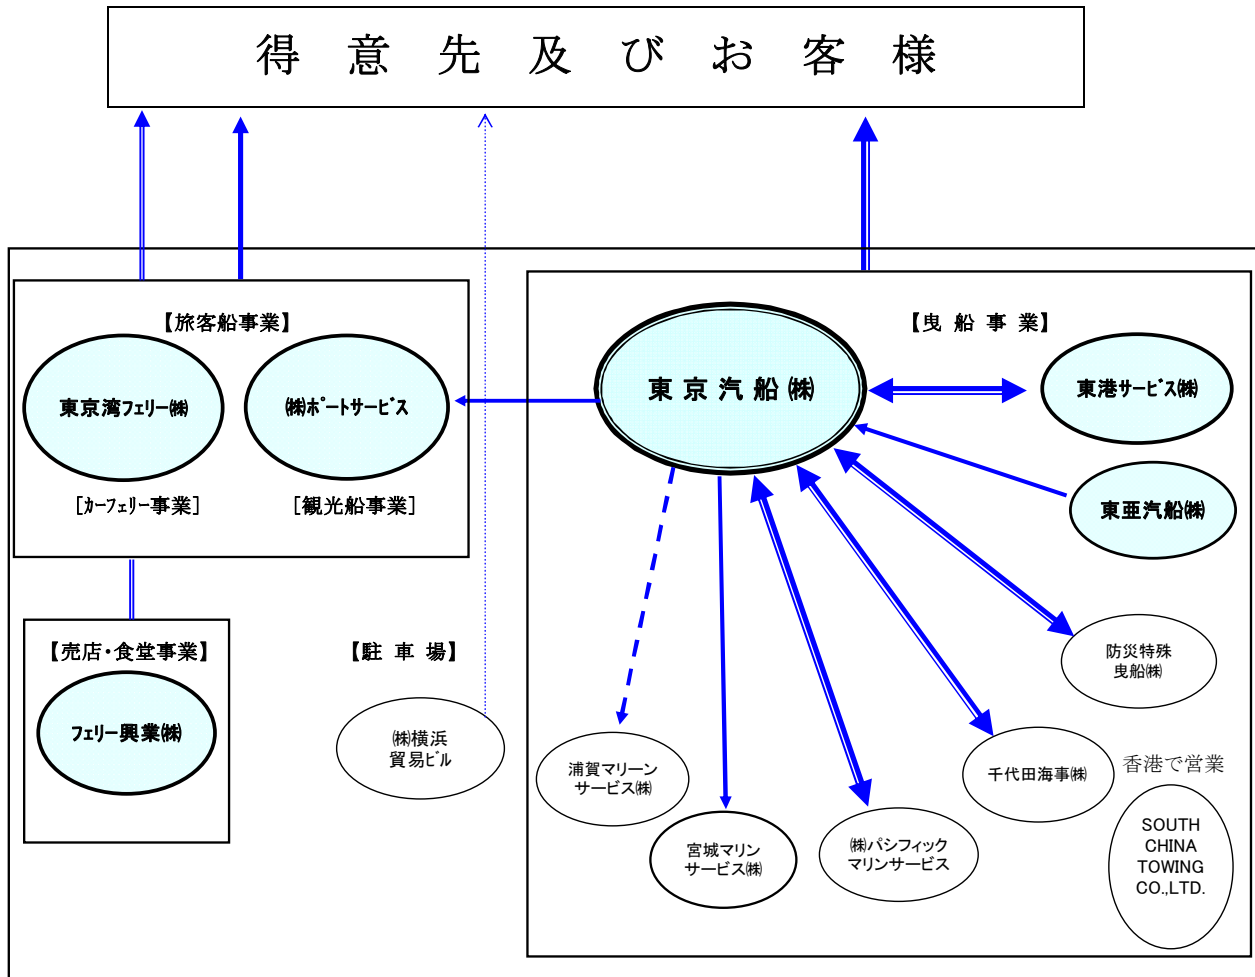 得 意 先 及 び お 客 様
【旅客船事業】
東京湾フェリー㈱
㈱ポートサービス
[カーフェリー事業]
[観光船事業]
【売店・食堂事業】
フェリー興業㈱
【駐 車 場】
㈱横浜
貿易ビル
【曳 船 事 業】
東 京 汽 船 ㈱
東港サービス㈱
東亜汽船㈱
防災特殊
曳船㈱
千代田海事㈱
㈱パシフィック
マリンサービス
宮城マリン
サービス㈱
浦賀マリーン
サービス㈱
香港で営業
SOUTH
CHINA
TOWING
CO.,LTD.